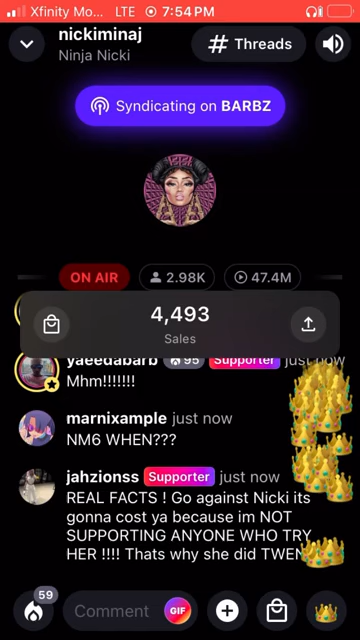 Xfinity Mo... LTE 7:54 PM
nickiminaj
Ninja Nicki
# Threads
Syndicating on BARBZ
ON AIR 2.98K 47.4M
4,493
Sales
yaeedabarb 95 Supporter just now
Mhm!!!!!!!
marnixample just now
NM6 WHEN???
jahzionss Supporter just now
REAL FACTS ! Go against Nicki its
gonna cost ya because im NOT
SUPPORTING ANYONE WHO TRY
HER !!!! Thats why she did TWEN
59
Comment GIF